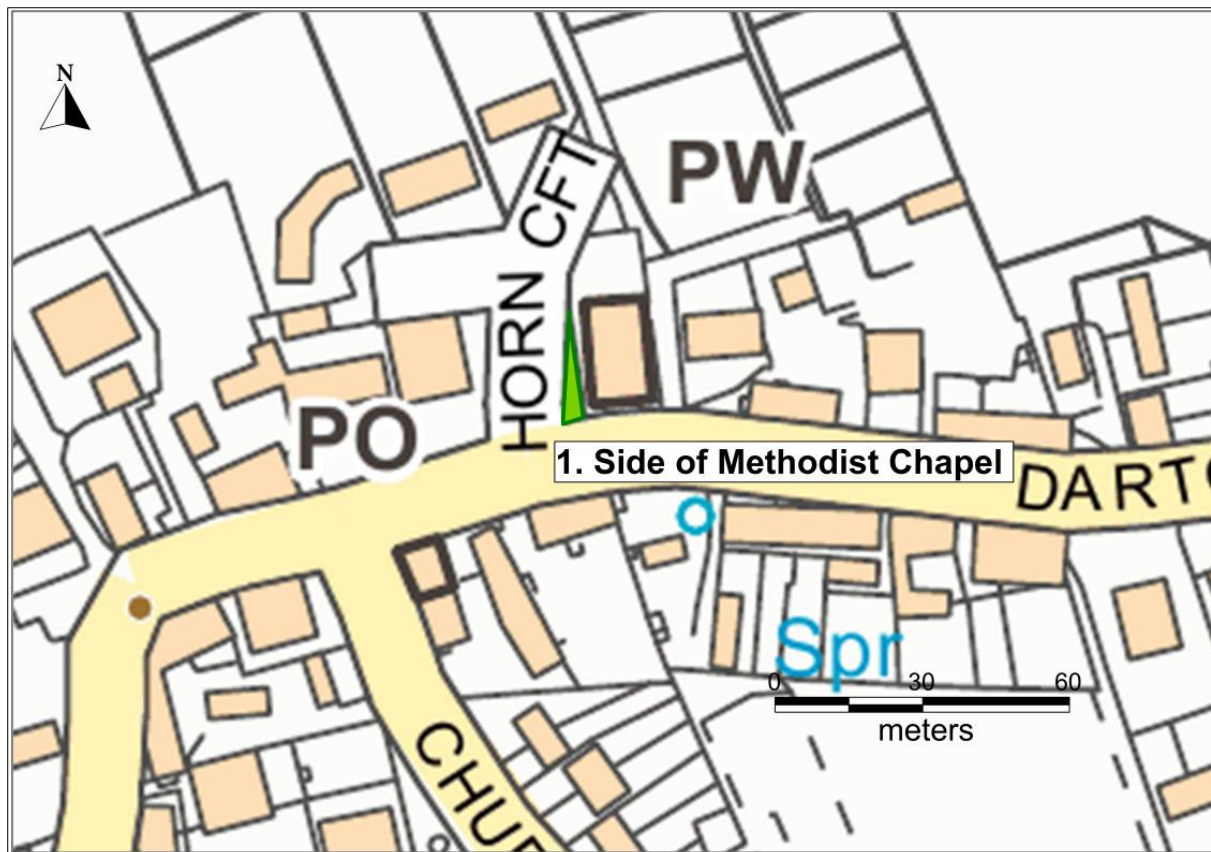 N
PW
HORN CFT
PO
1. Side of Methodist Chapel
DARTO
Spr
0 30 60
meters
CHUR